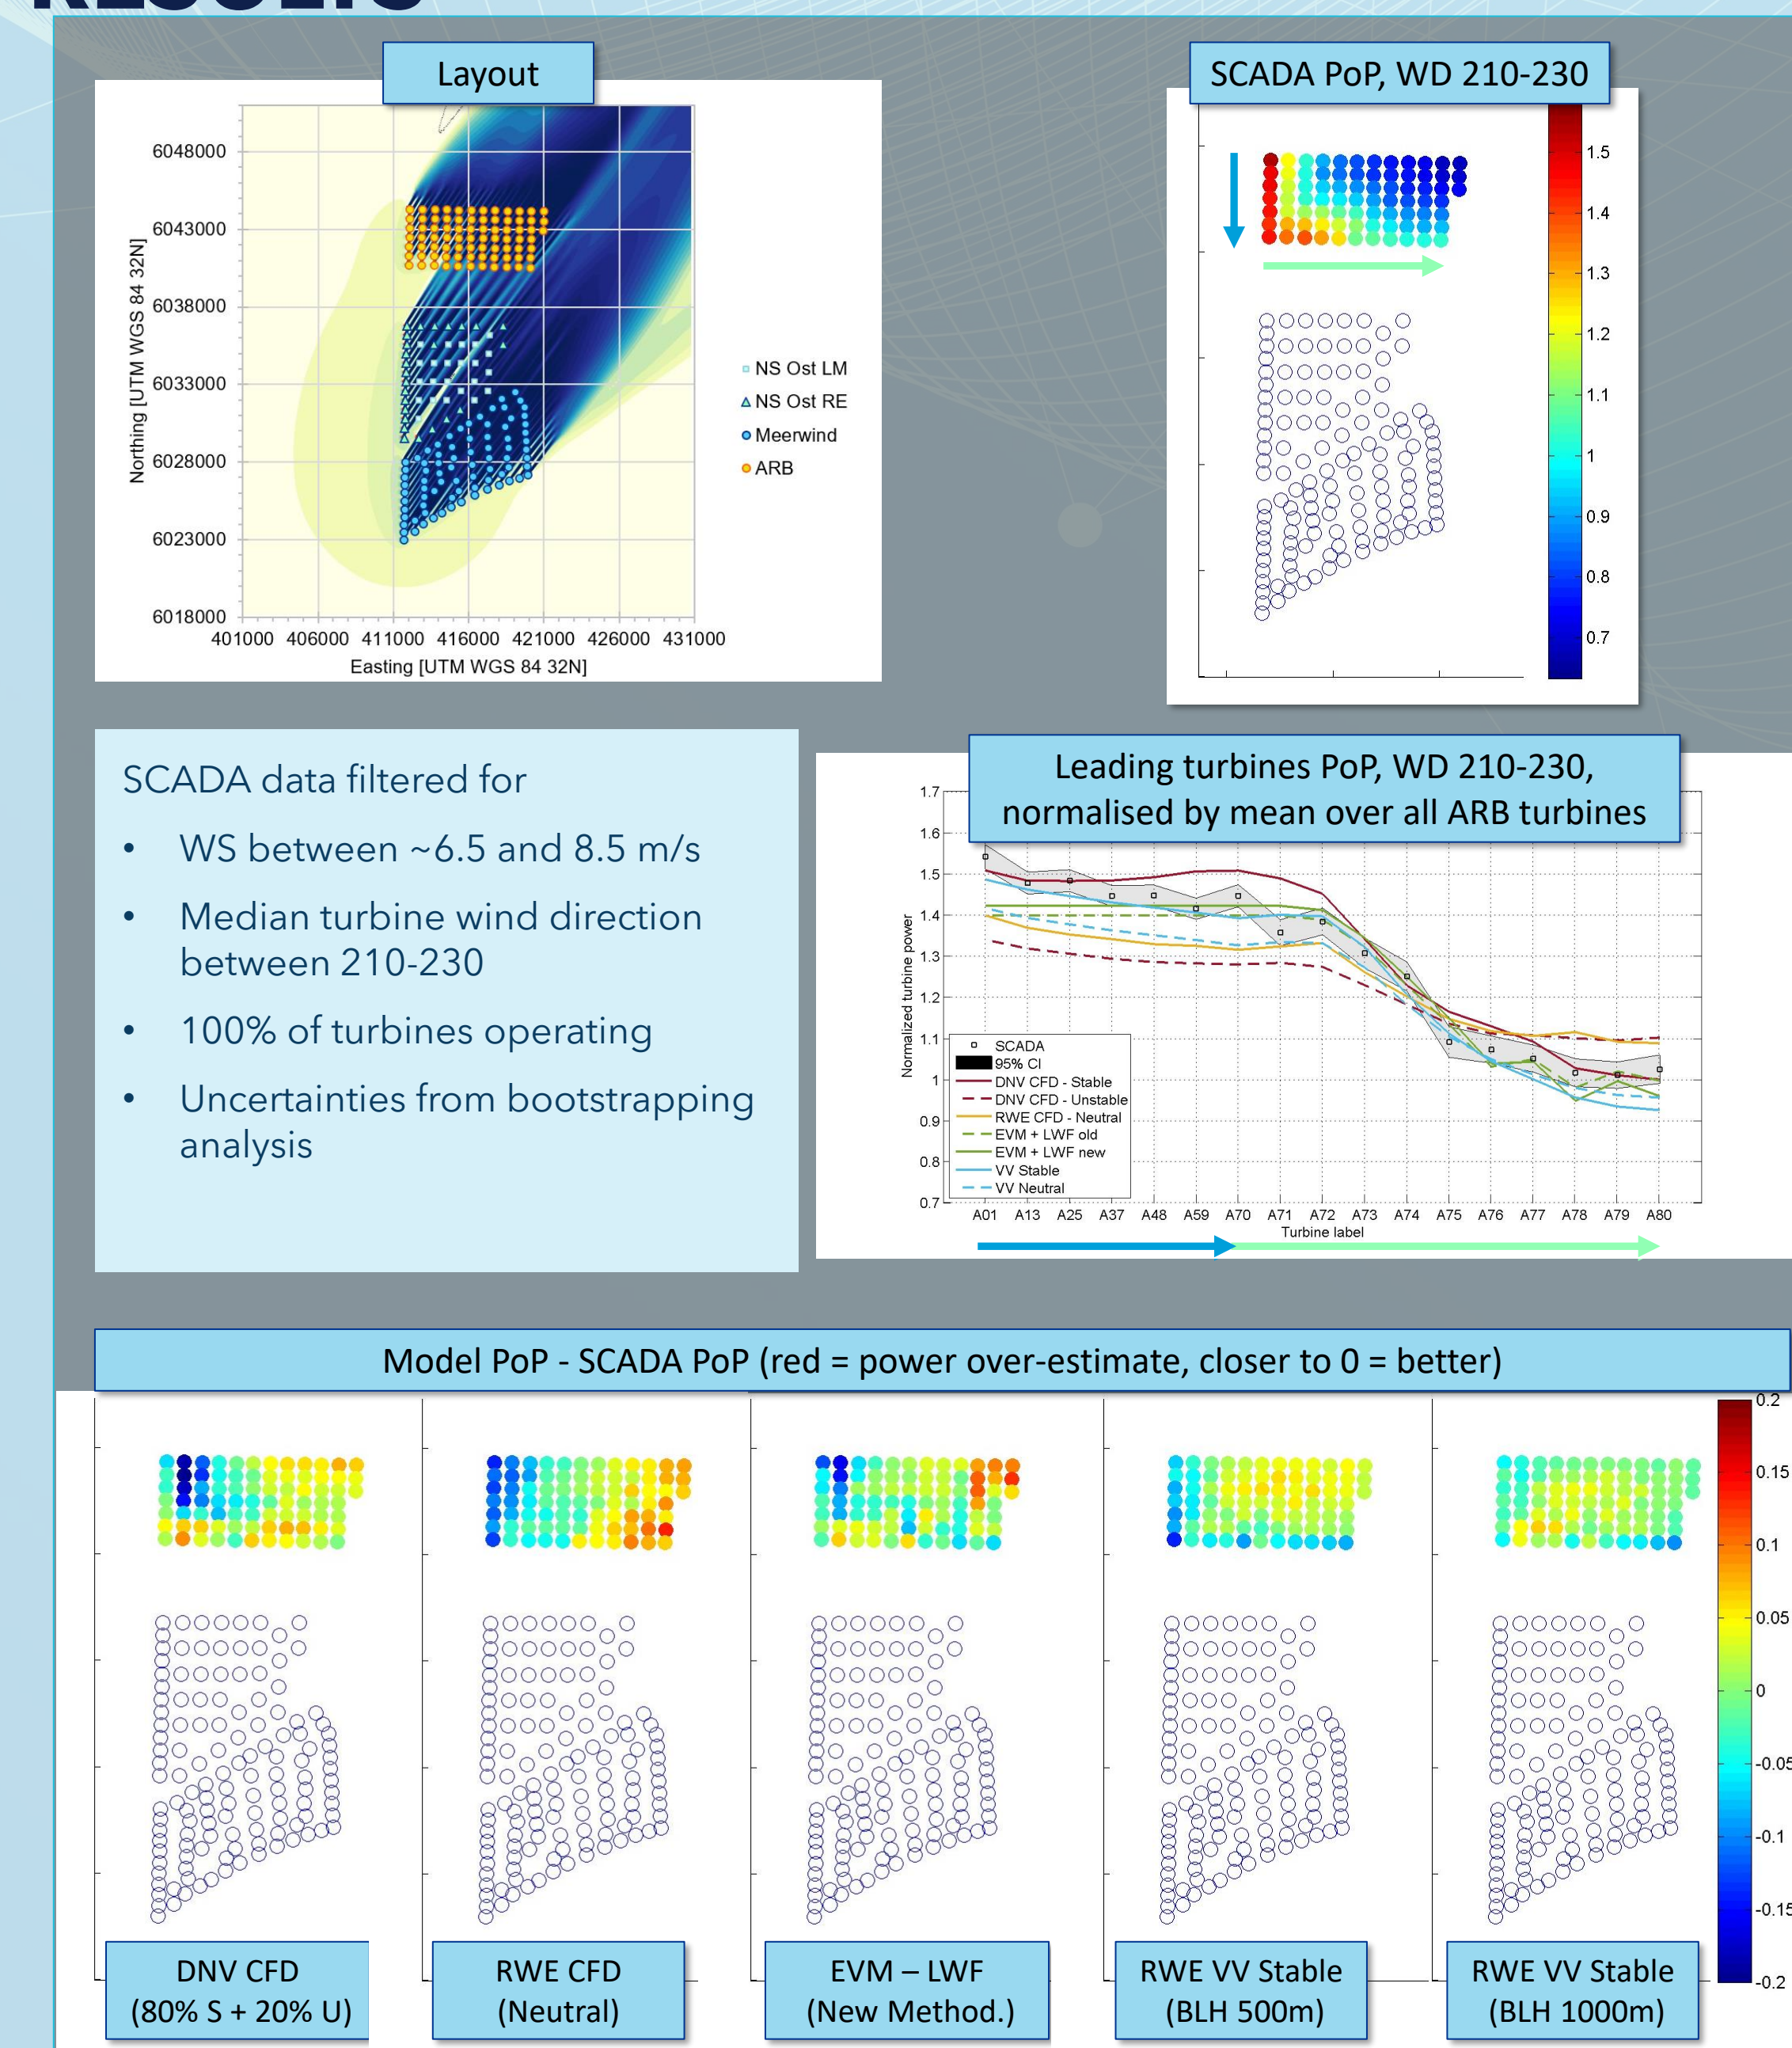 RESULTS
Layout
6048000
6043000
6038000
6033000
6028000
6023000
6018000
401000 406000 411000 416000 421000 426000 431000
Northing [UTM WGS 84 32N]
Easting [UTM WGS 84 32N]
NS Ost LM
NS Ost RE
Meerwind
ARB
SCADA PoP, WD 210-230
1.5
1.4
1.3
1.2
1.1
1
0.9
0.8
0.7
SCADA data filtered for
• WS between ~6.5 and 8.5 m/s
• Median turbine wind direction
between 210-230
• 100% of turbines operating
• Uncertainties from bootstrapping
analysis
Leading turbines PoP, WD 210-230,
normalised by mean over all ARB turbines
1.7
1.6
1.5
1.4
1.3
1.2
1.1
1
0.9
0.8
0.7
Normalized turbine power
SCADA
95% CI
DNV CFD - Stable
DNV CFD - Unstable
RWE CFD - Neutral
EVM + LWF old
EVM + LWF new
VV Stable
VV Neutral
A01 A13 A25 A37 A48 A59 A70 A71 A72 A73 A74 A75 A76 A77 A78 A79 A80
Turbine label
Model PoP - SCADA PoP (red = power over-estimate, closer to 0 = better)
0.2
0.15
0.1
0.05
0
-0.05
-0.1
-0.15
-0.2
DNV CFD
(80% S + 20% U)
RWE CFD
(Neutral)
EVM – LWF
(New Method.)
RWE VV Stable
(BLH 500m)
RWE VV Stable
(BLH 1000m)